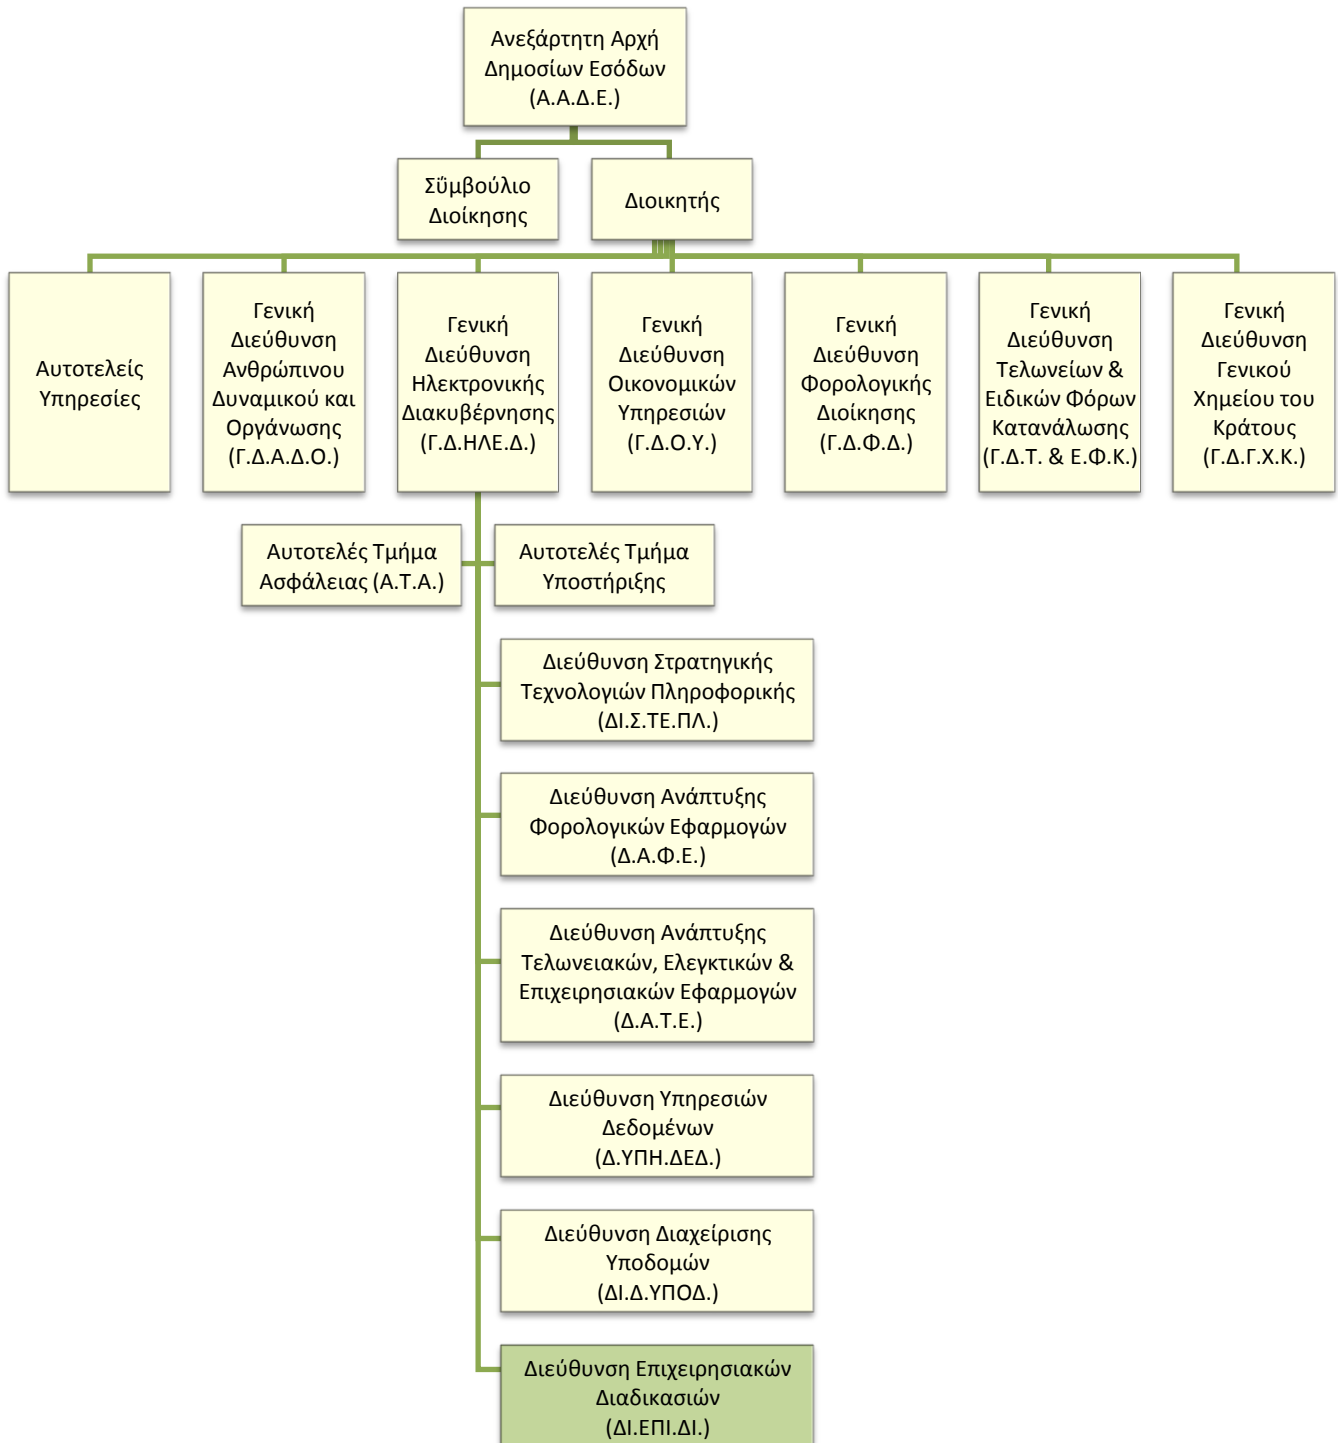 Ανεξάρτητη Αρχή
Δημοσίων Εσόδων
(Α.Α.Δ.Ε.)
Σΰμβούλιο
Διοίκησης
Διοικητής
Αυτοτελείς
Υπηρεσίες
Γενική
Διεύθυνση
Ανθρώπινου
Δυναμικού και
Οργάνωσης
(Γ.Δ.Α.Δ.Ο.)
Γενική
Διεύθυνση
Ηλεκτρονικής
Διακυβέρνησης
(Γ.Δ.ΗΛΕ.Δ.)
Γενική
Διεύθυνση
Οικονομικών
Υπηρεσιών
(Γ.Δ.Ο.Υ.)
Γενική
Διεύθυνση
Φορολογικής
Διοίκησης
(Γ.Δ.Φ.Δ.)
Γενική
Διεύθυνση
Τελωνείων &
Ειδικών Φόρων
Κατανάλωσης
(Γ.Δ.Τ. & Ε.Φ.Κ.)
Γενική
Διεύθυνση
Γενικού
Χημείου του
Κράτους
(Γ.Δ.Γ.Χ.Κ.)
Αυτοτελές Τμήμα
Ασφάλειας (Α.Τ.Α.)
Αυτοτελές Τμήμα
Υποστήριξης
Διεύθυνση Στρατηγικής
Τεχνολογιών Πληροφορικής
(ΔΙ.Σ.ΤΕ.ΠΛ.)
Διεύθυνση Ανάπτυξης
Φορολογικών Εφαρμογών
(Δ.Α.Φ.Ε.)
Διεύθυνση Ανάπτυξης
Τελωνειακών, Ελεγκτικών &
Επιχειρησιακών Εφαρμογών
(Δ.Α.Τ.Ε.)
Διεύθυνση Υπηρεσιών
Δεδομένων
(Δ.ΥΠΗ.ΔΕΔ.)
Διεύθυνση Διαχείρισης
Υποδομών
(ΔΙ.Δ.ΥΠΟΔ.)
Διεύθυνση Επιχειρησιακών
Διαδικασιών
(ΔΙ.ΕΠΙ.ΔΙ.)